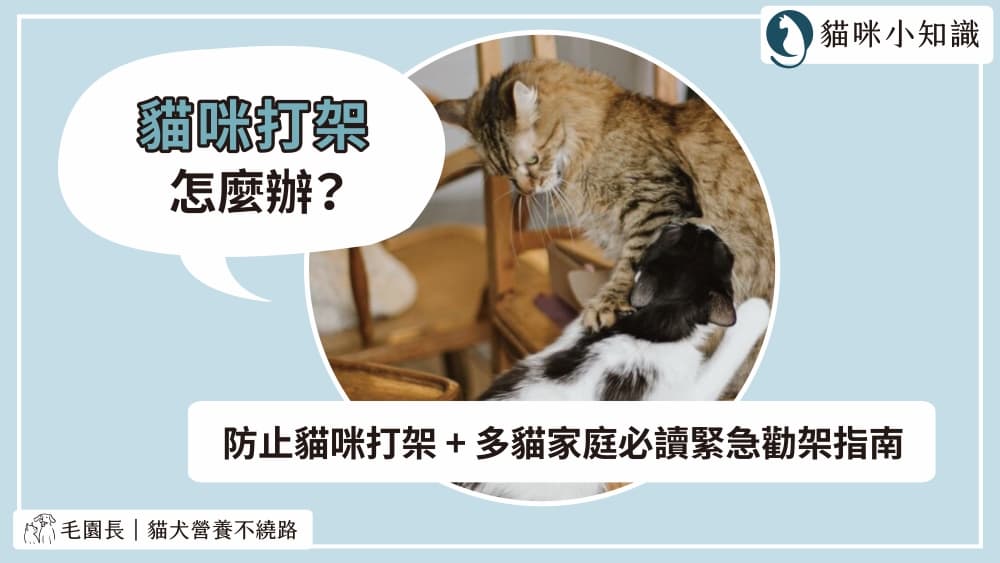 貓咪小知識
貓咪打架
怎麼辦？
防止貓咪打架 + 多貓家庭必讀緊急勸架指南
毛園長｜貓犬營養不繞路